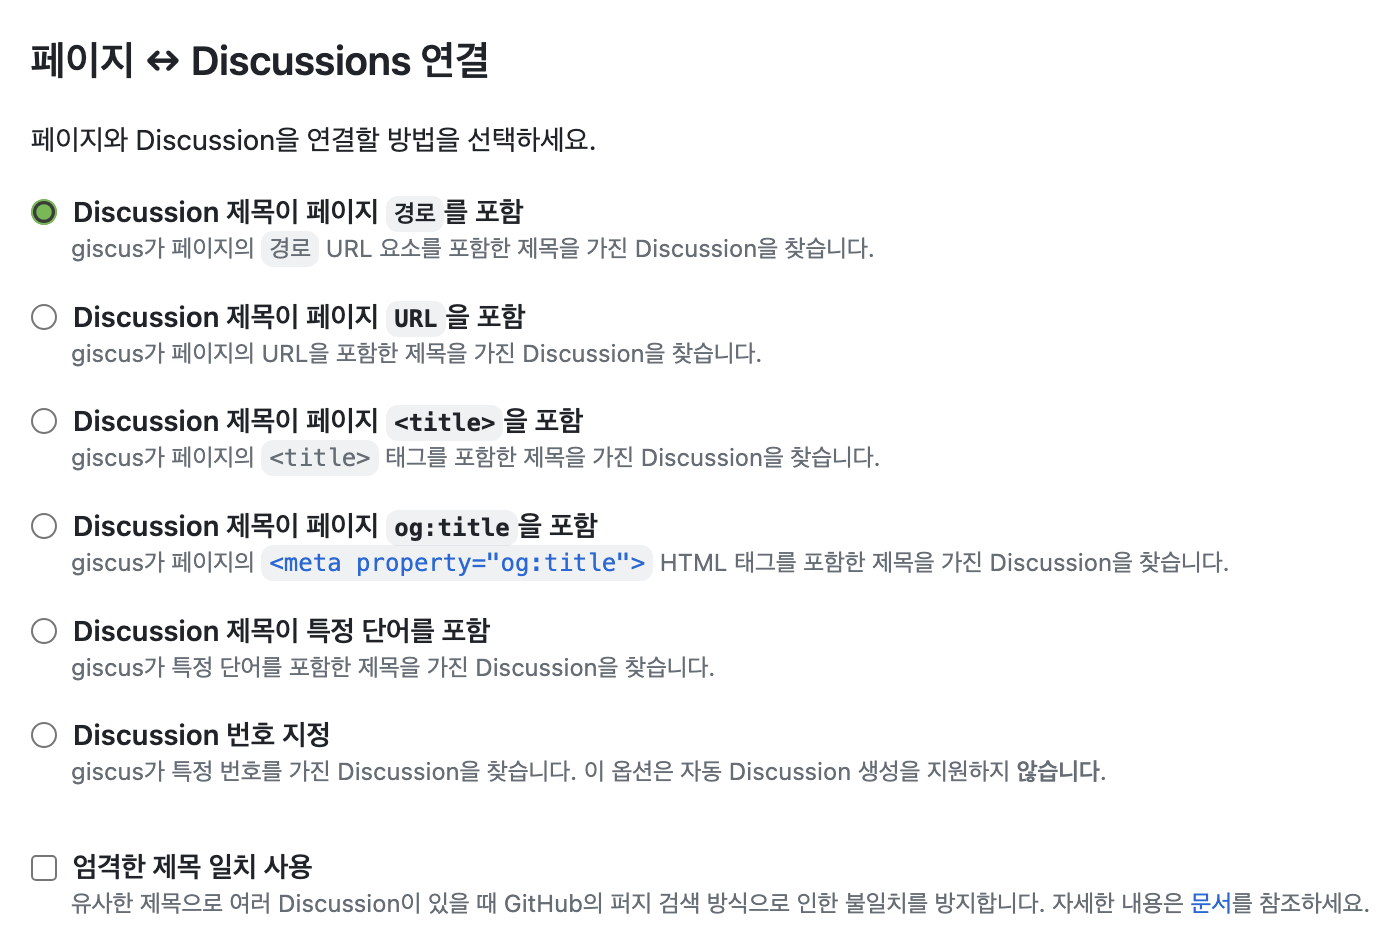 페이지 ↔ Discussions 연결
페이지와 Discussion을 연결할 방법을 선택하세요.
Discussion 제목이 페이지 경로를 포함
giscus가 페이지의 경로 URL 요소를 포함한 제목을 가진 Discussion을 찾습니다.
Discussion 제목이 페이지 URL을 포함
giscus가 페이지의 URL을 포함한 제목을 가진 Discussion을 찾습니다.
Discussion 제목이 페이지 <title>을 포함
giscus가 페이지의 <title> 태그를 포함한 제목을 가진 Discussion을 찾습니다.
Discussion 제목이 페이지 og:title을 포함
giscus가 페이지의 <meta property="og:title"> HTML 태그를 포함한 제목을 가진 Discussion을 찾습니다.
Discussion 제목이 특정 단어를 포함
giscus가 특정 단어를 포함한 제목을 가진 Discussion을 찾습니다.
Discussion 번호 지정
giscus가 특정 번호를 가진 Discussion을 찾습니다. 이 옵션은 자동 Discussion 생성을 지원하지 않습니다.
엄격한 제목 일치 사용
유사한 제목으로 여러 Discussion이 있을 때 GitHub의 퍼지 검색 방식으로 인한 불일치를 방지합니다. 자세한 내용은 문서를 참조하세요.